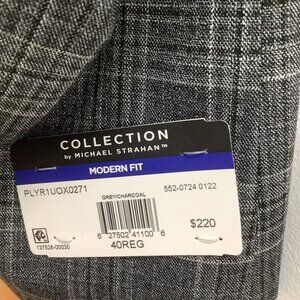 COLLECTION
by MICHAEL STRAHAN™
MODERN FIT
PLYR1UOX0271
552-0724 0122
GREY/CHARCOAL
6 27502 41100 6
$220
40REG
137628-00030